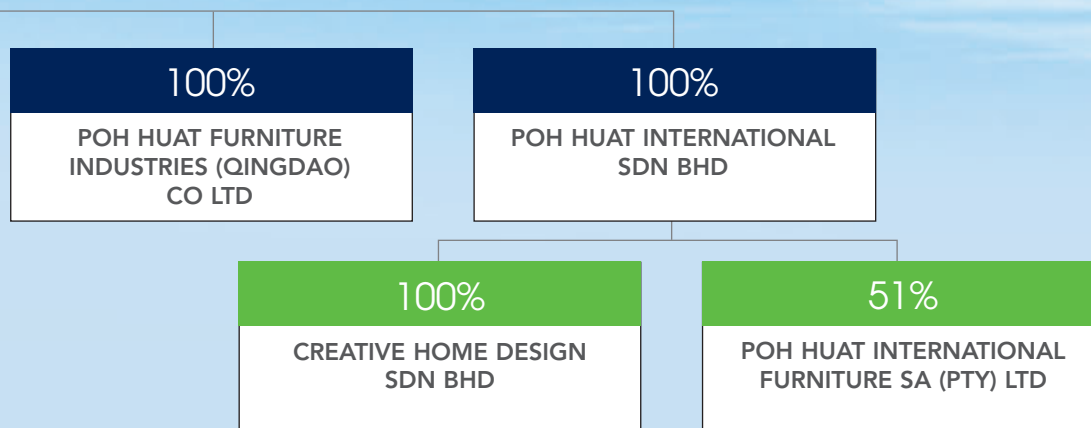 100%
POH HUAT FURNITURE
INDUSTRIES (QINGDAO)
CO LTD
100%
POH HUAT INTERNATIONAL
SDN BHD
100%
CREATIVE HOME DESIGN
SDN BHD
51%
POH HUAT INTERNATIONAL
FURNITURE SA (PTY) LTD